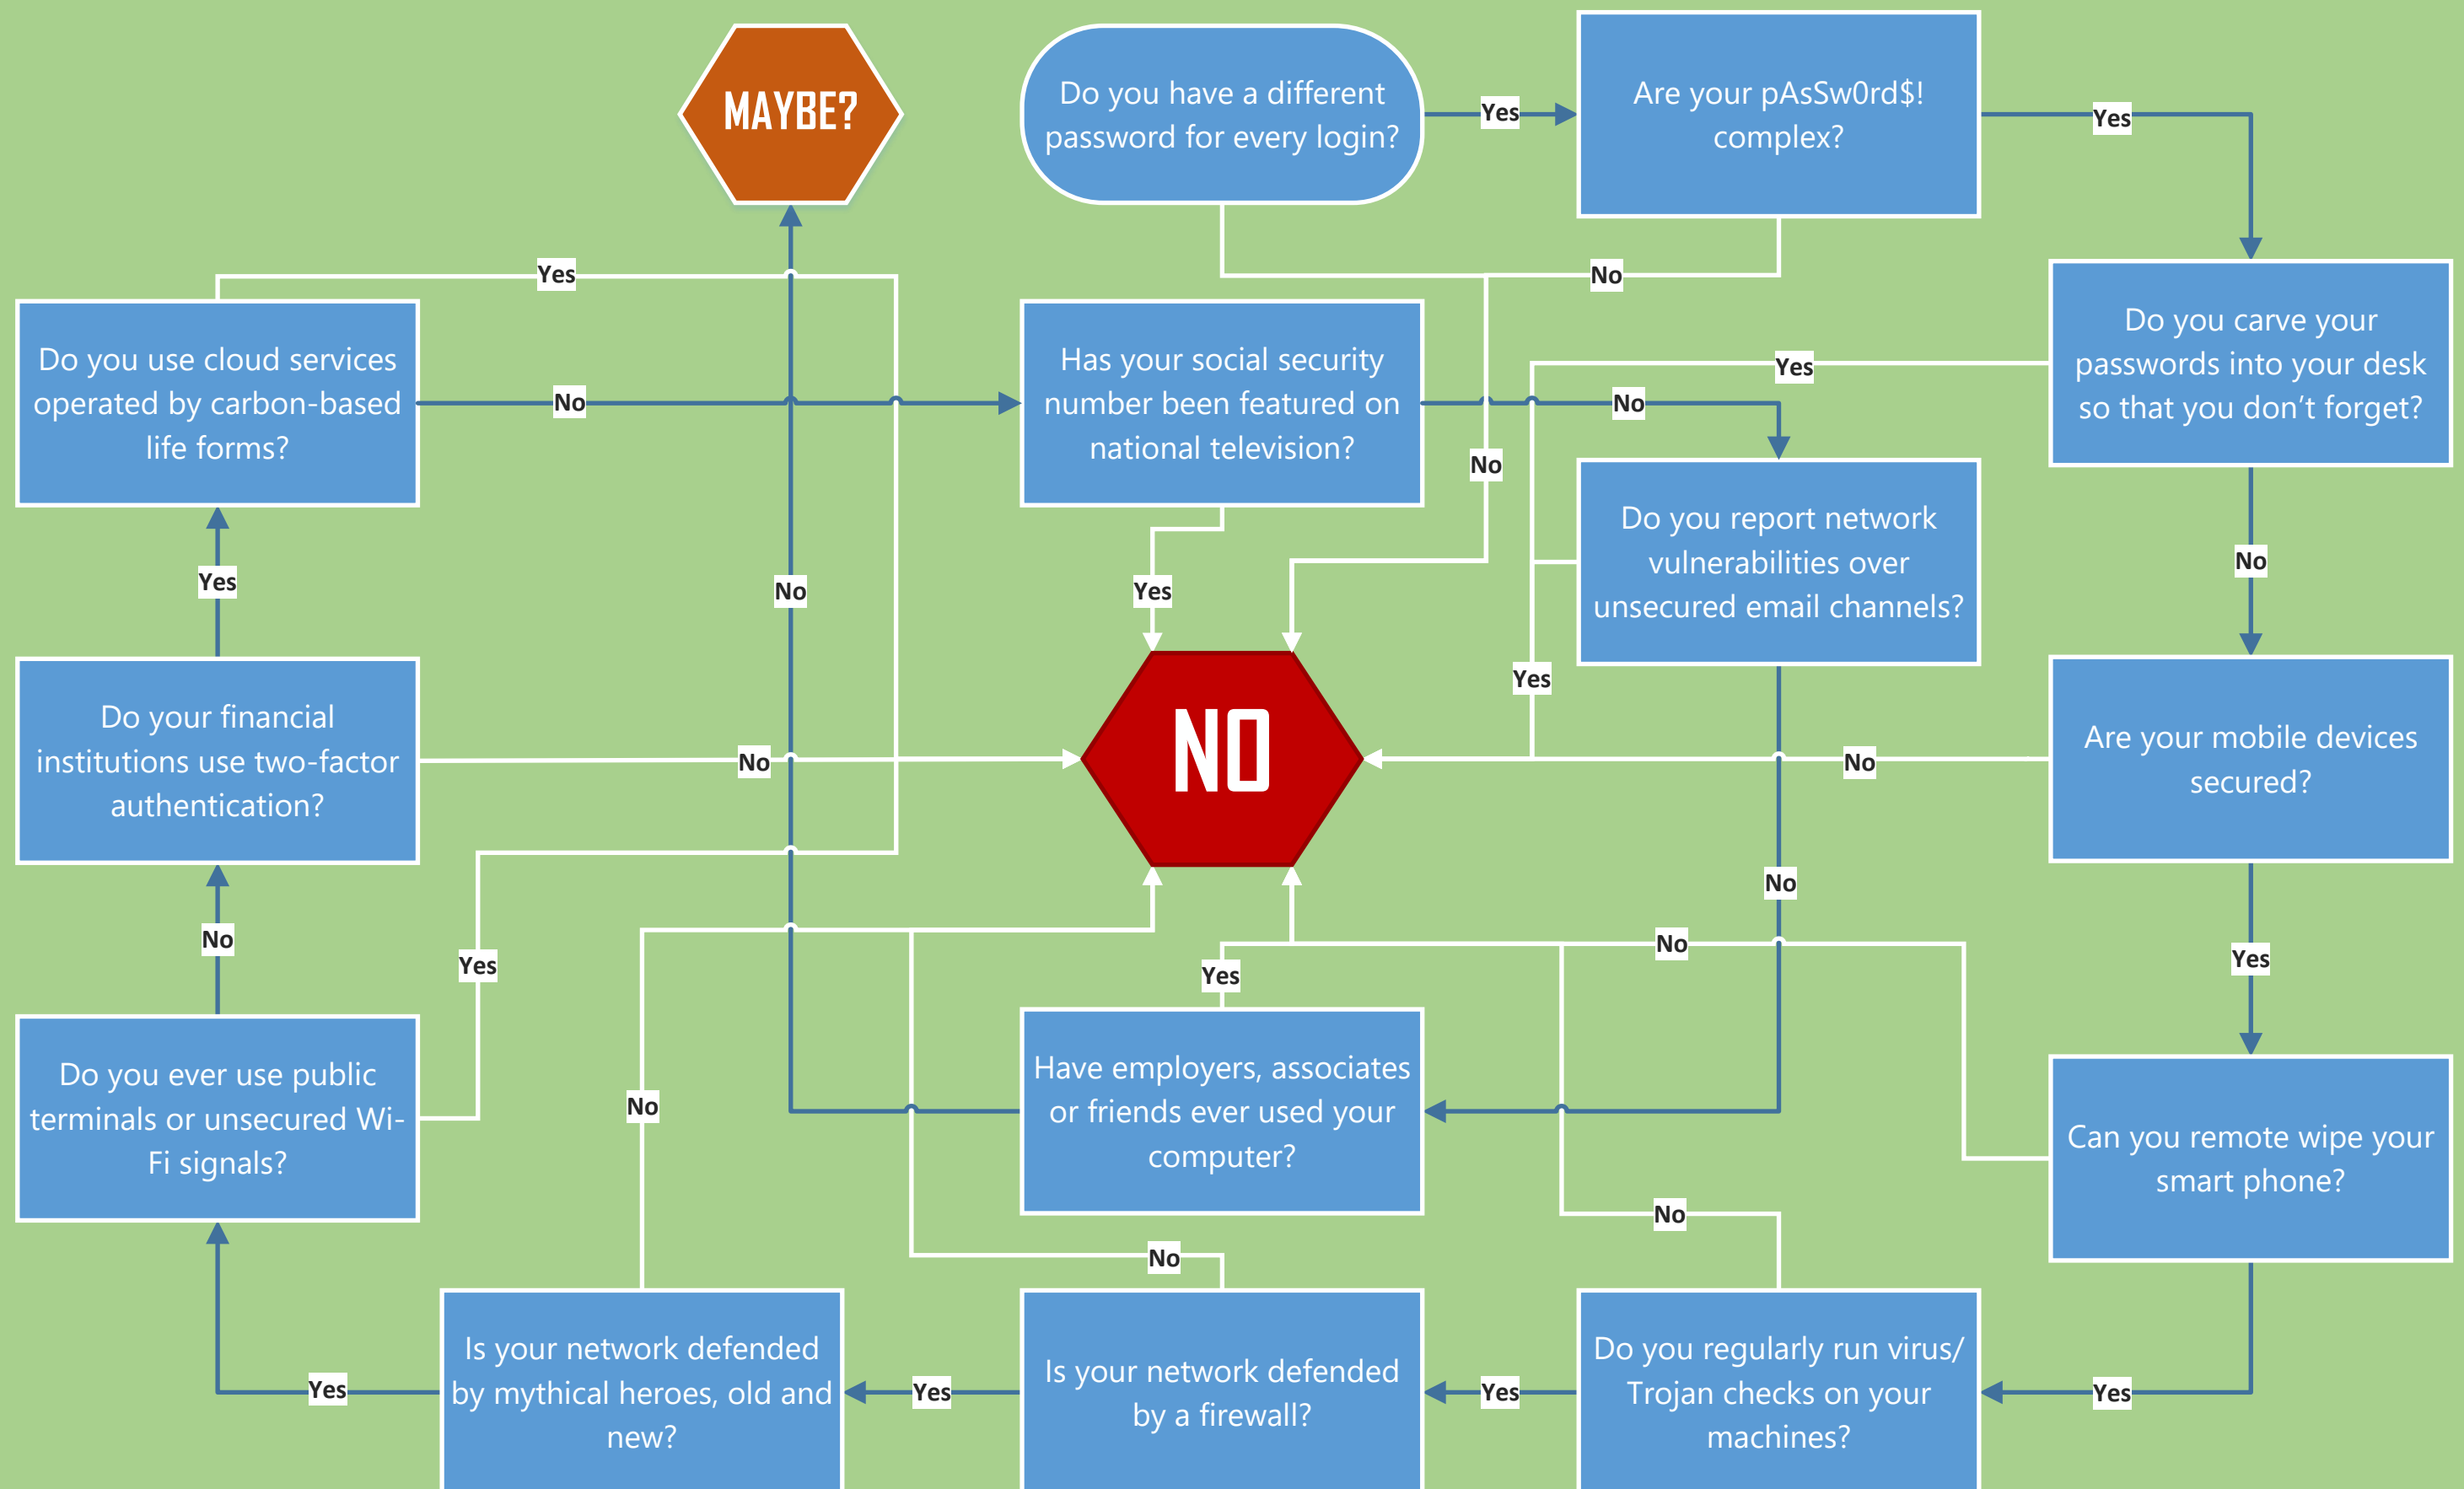 MAYBE?
Do you have a different
password for every login?
Yes
Are your pAsSw0rd$!
complex?
Yes
No
Yes
Do you use cloud services
operated by carbon-based
life forms?
No
Has your social security
number been featured on
national television?
No
Yes
Do you carve your
passwords into your desk
so that you don’t forget?
No
Do you report network
vulnerabilities over
unsecured email channels?
Yes
No
Yes
No
Yes
Do your financial
institutions use two-factor
authentication?
No
NO
No
Are your mobile devices
secured?
No
No
Yes
Yes
No
Yes
Do you ever use public
terminals or unsecured Wi-
Fi signals?
No
Have employers, associates
or friends ever used your
computer?
Can you remote wipe your
smart phone?
No
No
Yes
Is your network defended
by mythical heroes, old and
new?
Yes
Is your network defended
by a firewall?
Yes
Do you regularly run virus/
Trojan checks on your
machines?
Yes